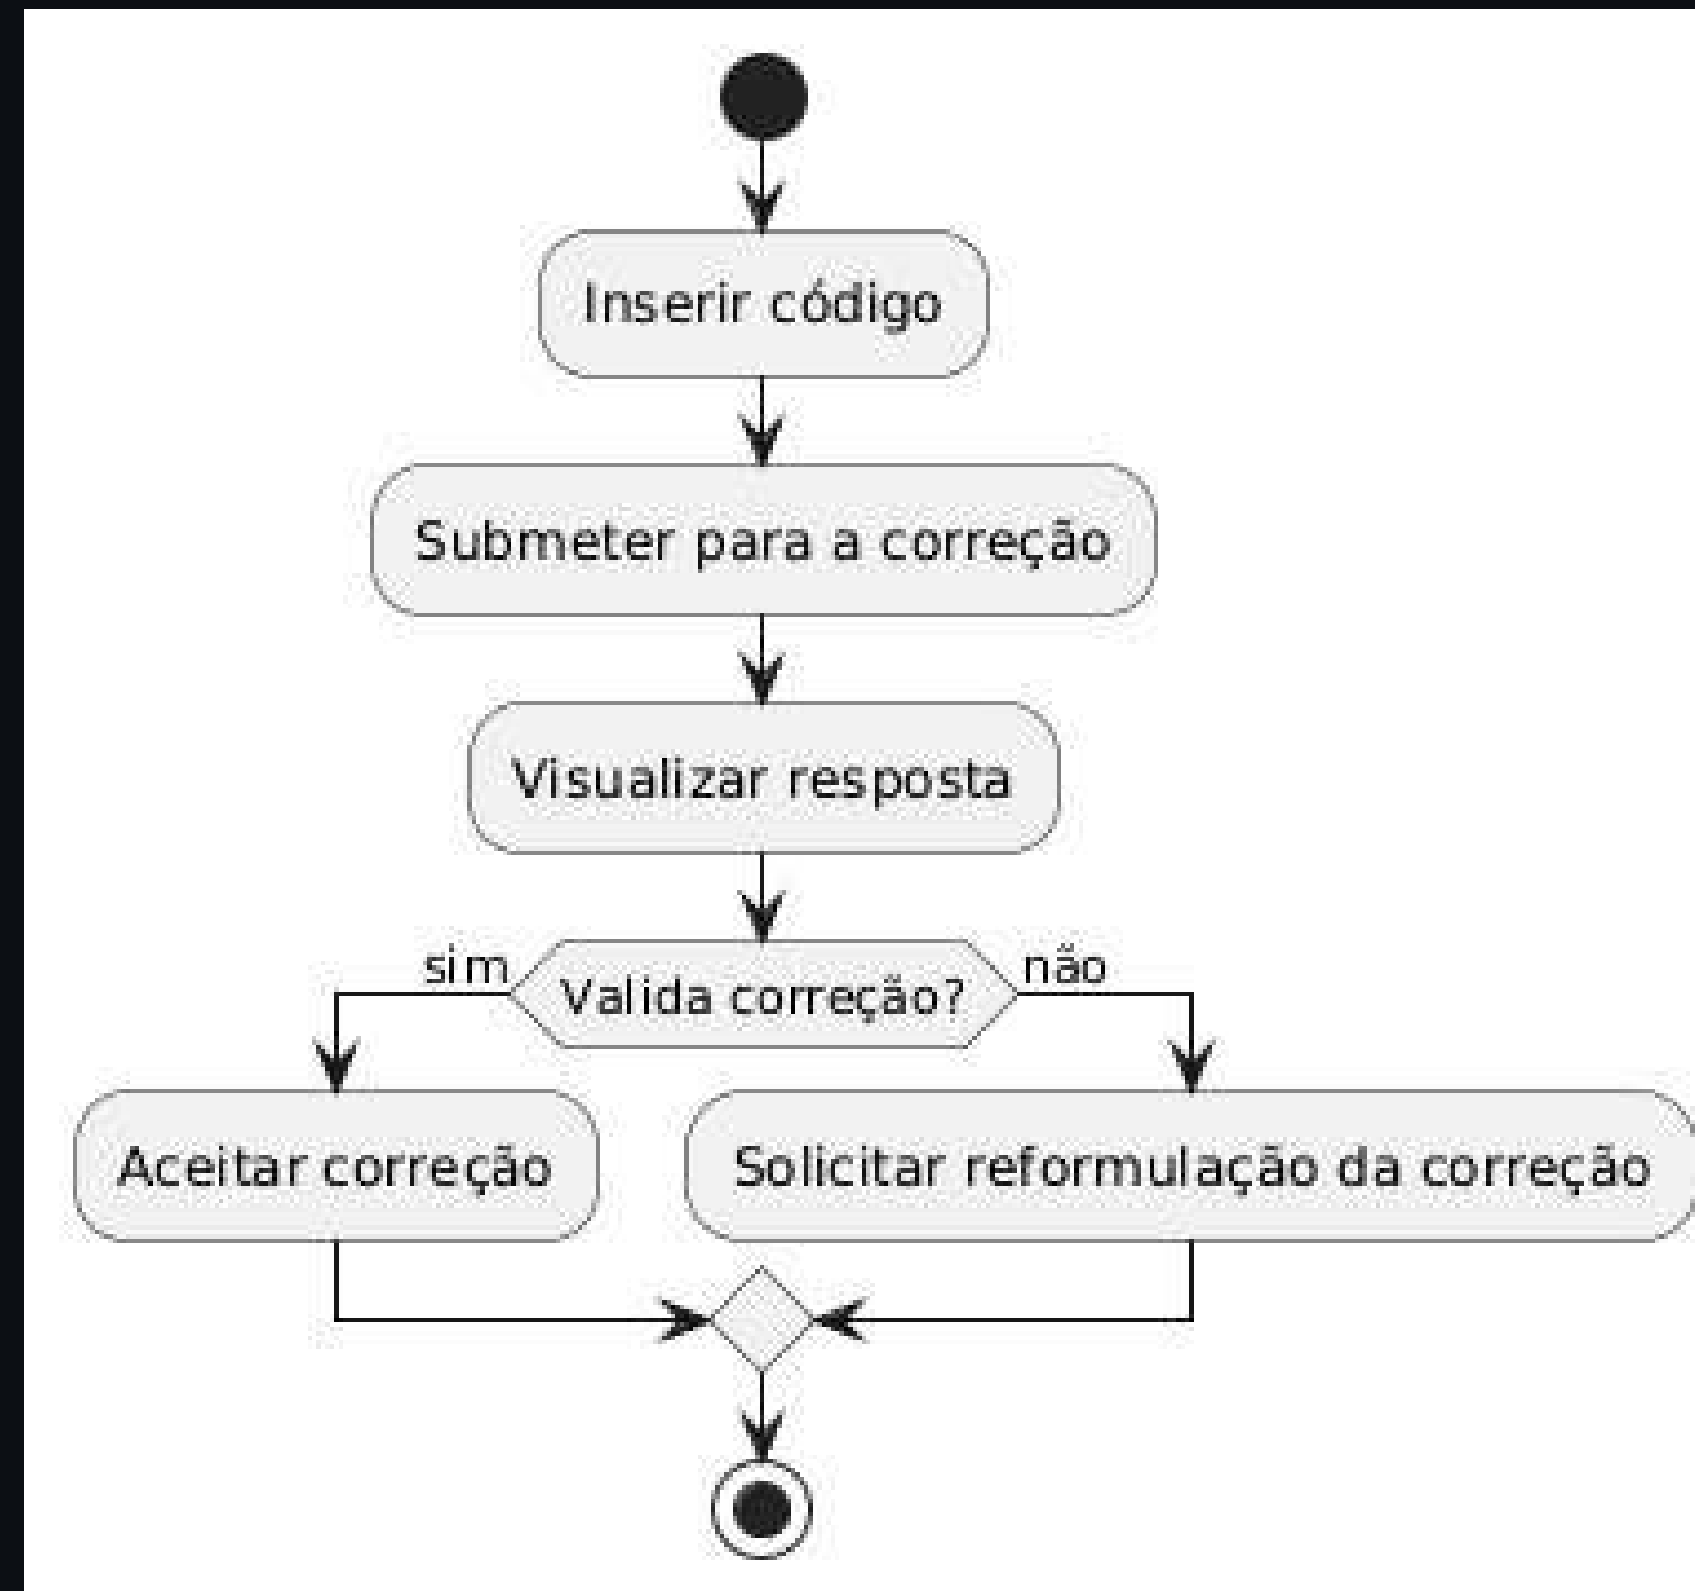 Inserir código
Submeter para a correção
Visualizar resposta
sim
Valida correção?
não
Aceitar correção
Solicitar reformulação da correção